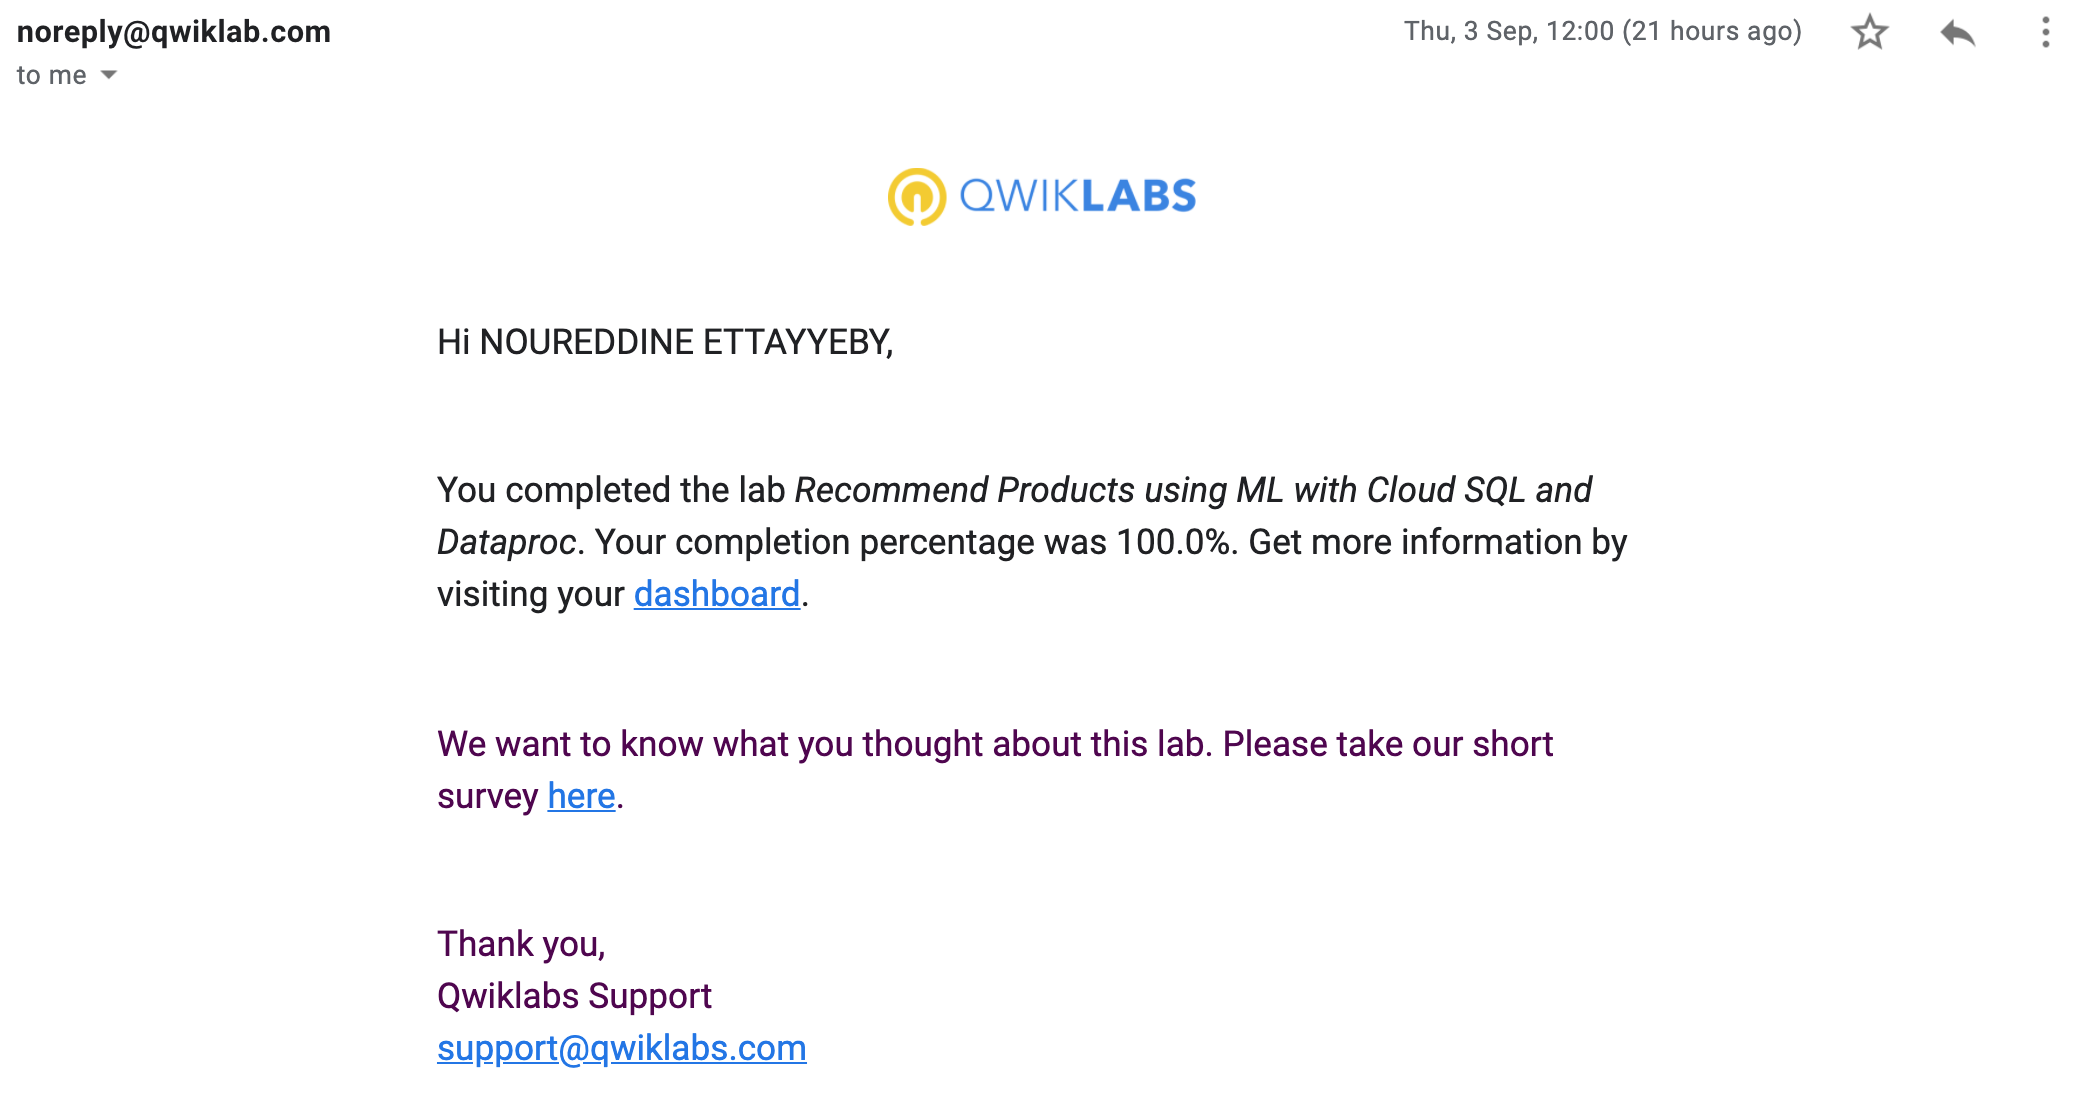 noreply@qwiklab.com
Thu, 3 Sep, 12:00 (21 hours ago)
to me
QWIKLABS
Hi NOUREDDINE ETTAYYEBY,
You completed the lab Recommend Products using ML with Cloud SQL and
Dataproc. Your completion percentage was 100.0%. Get more information by
visiting your dashboard.
We want to know what you thought about this lab. Please take our short
survey here.
Thank you,
Qwiklabs Support
support@qwiklabs.com